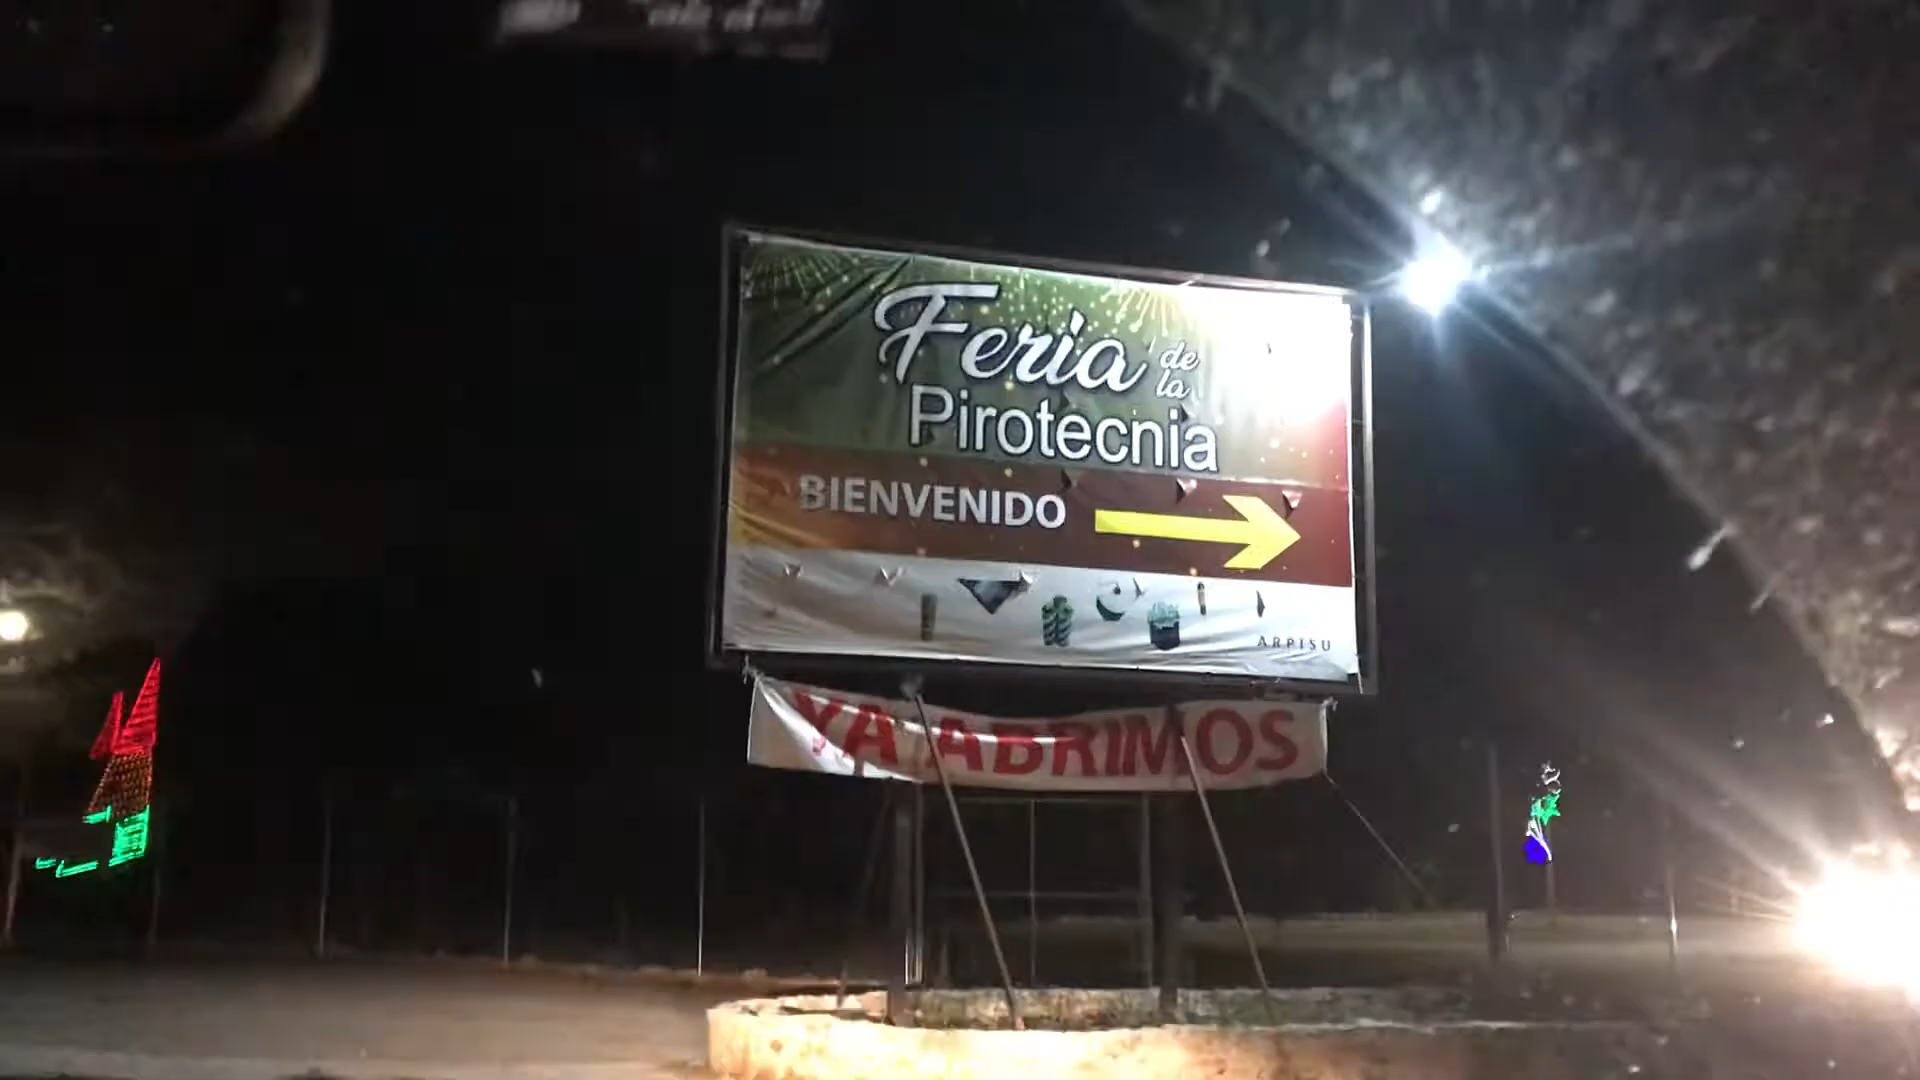 Feria de la
Pirotecnia
BIENVENIDO
ARPISU
YA ABRIMOS